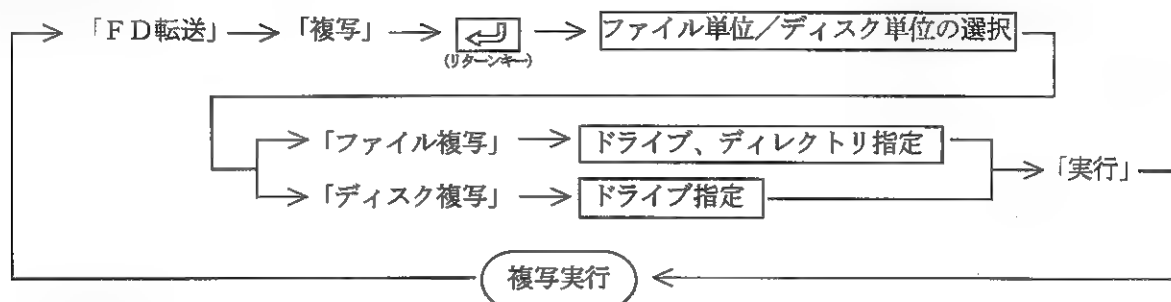 「ＦＤ転送」 「複写」 ファイル単位／ディスク単位の選択
(リターンキー)
「ファイル複写」 ドライブ、ディレクトリ指定
「実行」
「ディスク複写」 ドライブ指定
複写実行